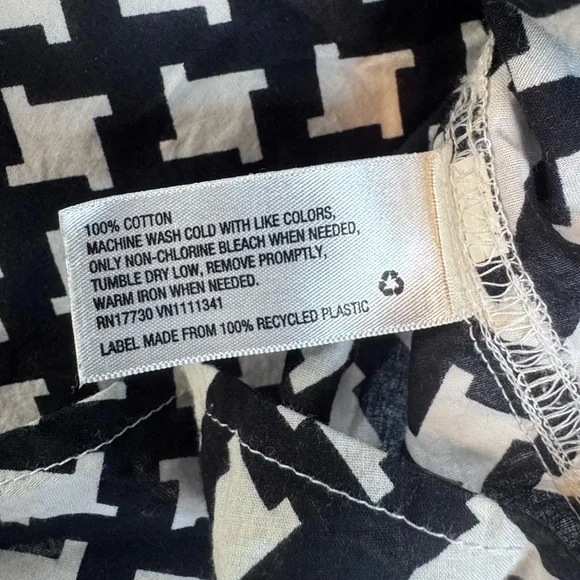 100% COTTON
MACHINE WASH COLD WITH LIKE COLORS,
ONLY NON-CHLORINE BLEACH WHEN NEEDED,
TUMBLE DRY LOW, REMOVE PROMPTLY,
WARM IRON WHEN NEEDED.
RN17730 VN1111341
LABEL MADE FROM 100% RECYCLED PLASTIC